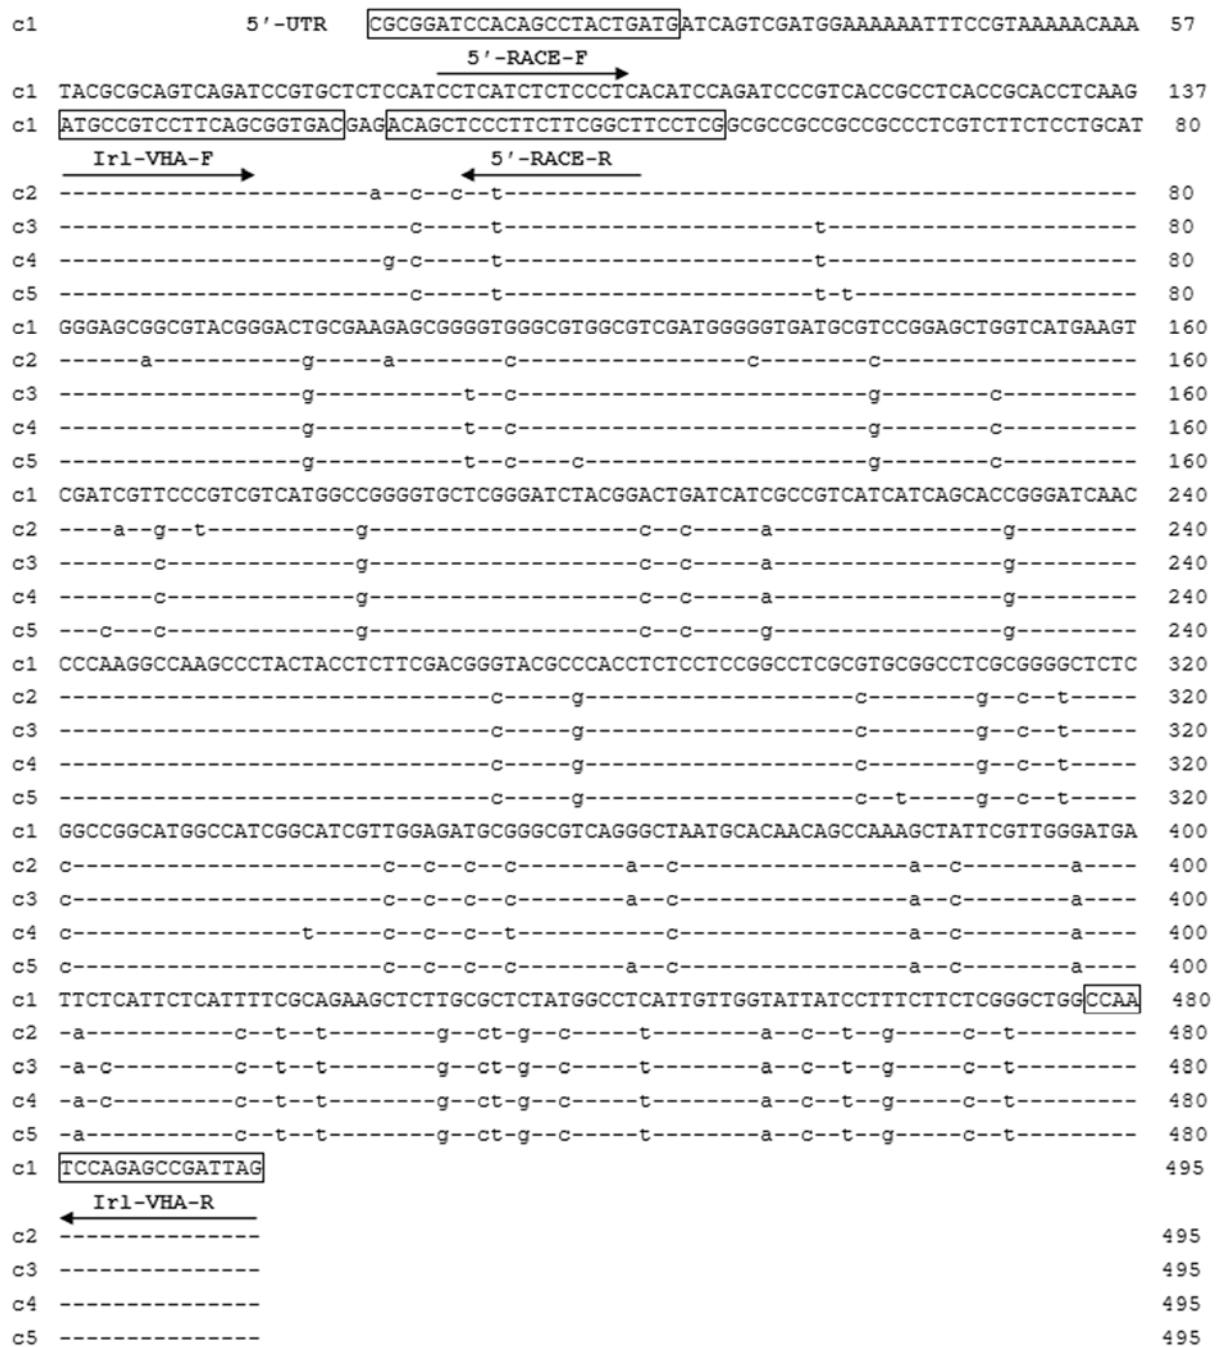 c1 5′-UTR CGCGGATCCACAGCCTACTGATGATCAGTCGATGGAAAAAATTTCCGTAAAAACAAA 57
5′-RACE-F
c1 TACGCGCAGTCAGATCCGTGCTCTCCATCCTCATCTCTCCCTCACATCCAGATCCCGTCACCGCCTCACCGCACCTCAAG 137
c1 ATGCCGTCCTTCAGCGGTGACGAGACAGCTCCCTTCTTCGGCTTCCTCGGCGCCGCCGCCGCCCTCGTCTTCTCCTGCAT 80
Irl-VHA-F 5′-RACE-R
c2 -----------------------a--c--c--t----------------------------------------------- 80
c3 --------------------------c-----t-----------------------t----------------------- 80
c4 ------------------------g-c-----t-----------------------t----------------------- 80
c5 --------------------------c-----t-----------------------t-t--------------------- 80
c1 GGGAGCGGCGTACGGGACTGCGAAGAGCGGGGTGGGCGTGGCGTCGATGGGGGTGATGCGTCCGGAGCTGGTCATGAAGT 160
c2 ------a-----------g-----a--------c-----------------c--------c------------------- 160
c3 ------------------g-----------t--c--------------------------g--------c---------- 160
c4 ------------------g-----------t--c--------------------------g--------c---------- 160
c5 ------------------g-----------t--c----c---------------------g--------c---------- 160
c1 CGATCGTTCCCGTCGTCATGGCCGGGGTGCTCGGGATCTACGGACTGATCATCGCCGTCATCATCAGCACCGGGATCAAC 240
c2 ----a--g--t-----------g--------------------c--c-----a-----------------g--------- 240
c3 -------c--------------g--------------------c--c-----a-----------------g--------- 240
c4 -------c--------------g--------------------c--c-----a-----------------g--------- 240
c5 ---c---c--------------g--------------------c--c-----g-----------------g--------- 240
c1 CCCAAGGCCAAGCCCTACTACCTCTTCGACGGGTACGCCCACCTCTCCTCCGGCCTCGCGTGCGGCCTCGCGGGGCTCTC 320
c2 --------------------------------c-----g--------------------c--------g--c--t----- 320
c3 --------------------------------c-----g--------------------c--------g--c--t----- 320
c4 --------------------------------c-----g--------------------c--------g--c--t----- 320
c5 --------------------------------c-----g--------------------c--t-----g--c--t----- 320
c1 GGCCGGCATGGCCATCGGCATCGTTGGAGATGCGGGCGTCAGGGCTAATGCACAACAGCCAAAGCTATTCGTTGGGATGA 400
c2 c-----------------------c--c--c--c--------a--c-----------------a--c--------a---- 400
c3 c-----------------------c--c--c--c--------a--c-----------------a--c--------a---- 400
c4 c-----------------t-----c--c--c--t-----------c-----------------a--c--------a---- 400
c5 c-----------------------c--c--c--c--------a--c-----------------a--c--------a---- 400
c1 TTCTCATTCTCATTTTCGCAGAAGCTCTTGCGCTCTATGGCCTCATTGTTGGTATTATCCTTTCTTCTCGGGCTGGCCAA 480
c2 -a-----------c--t--t--------g--ct-g--c-----t--------a--c--t--g-----c--t--------- 480
c3 -a-c---------c--t--t--------g--ct-g--c-----t--------a--c--t--g-----c--t--------- 480
c4 -a-c---------c--t--t--------g--ct-g--c-----t--------a--c--t--g-----c--t--------- 480
c5 -a-----------c--t--t--------g--ct-g--c-----t--------a--c--t--g-----c--t--------- 480
c1 TCCAGAGCCGATTAG 495
Irl-VHA-R
c2 --------------- 495
c3 --------------- 495
c4 --------------- 495
c5 --------------- 495